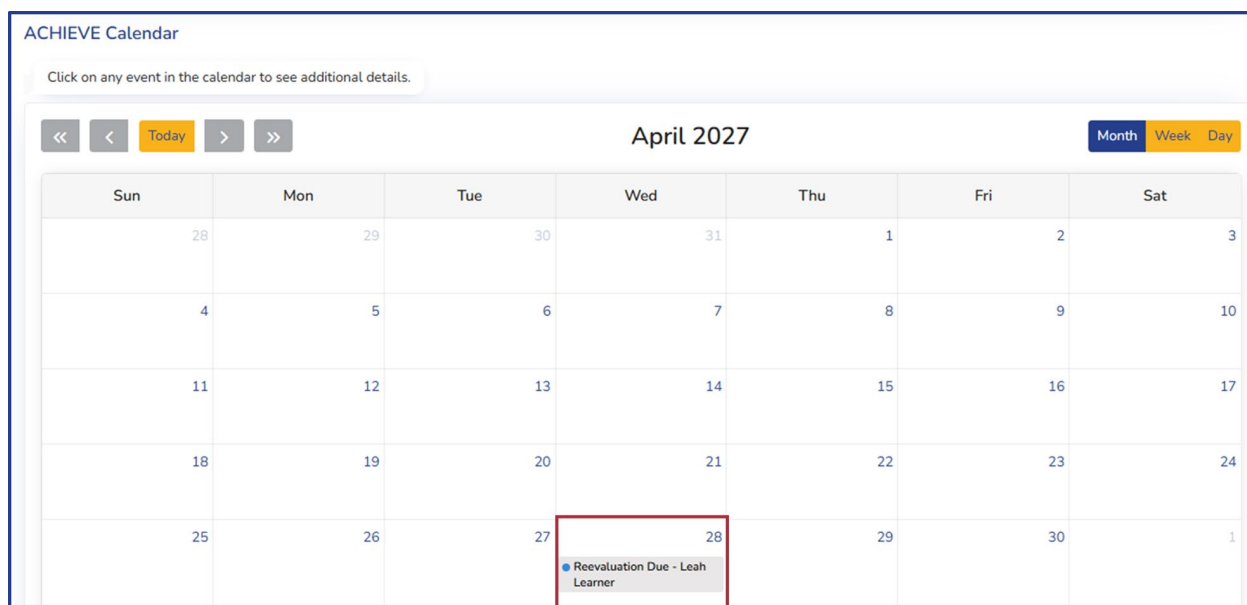 ACHIEVE Calendar
Click on any event in the calendar to see additional details.
« < Today > » April 2027 Month Week Day
Sun Mon Tue Wed Thu Fri Sat
28 29 30 31 1 2 3
4 5 6 7 8 9 10
11 12 13 14 15 16 17
18 19 20 21 22 23 24
25 26 27 28 29 30 1
Reevaluation Due - Leah
Learner